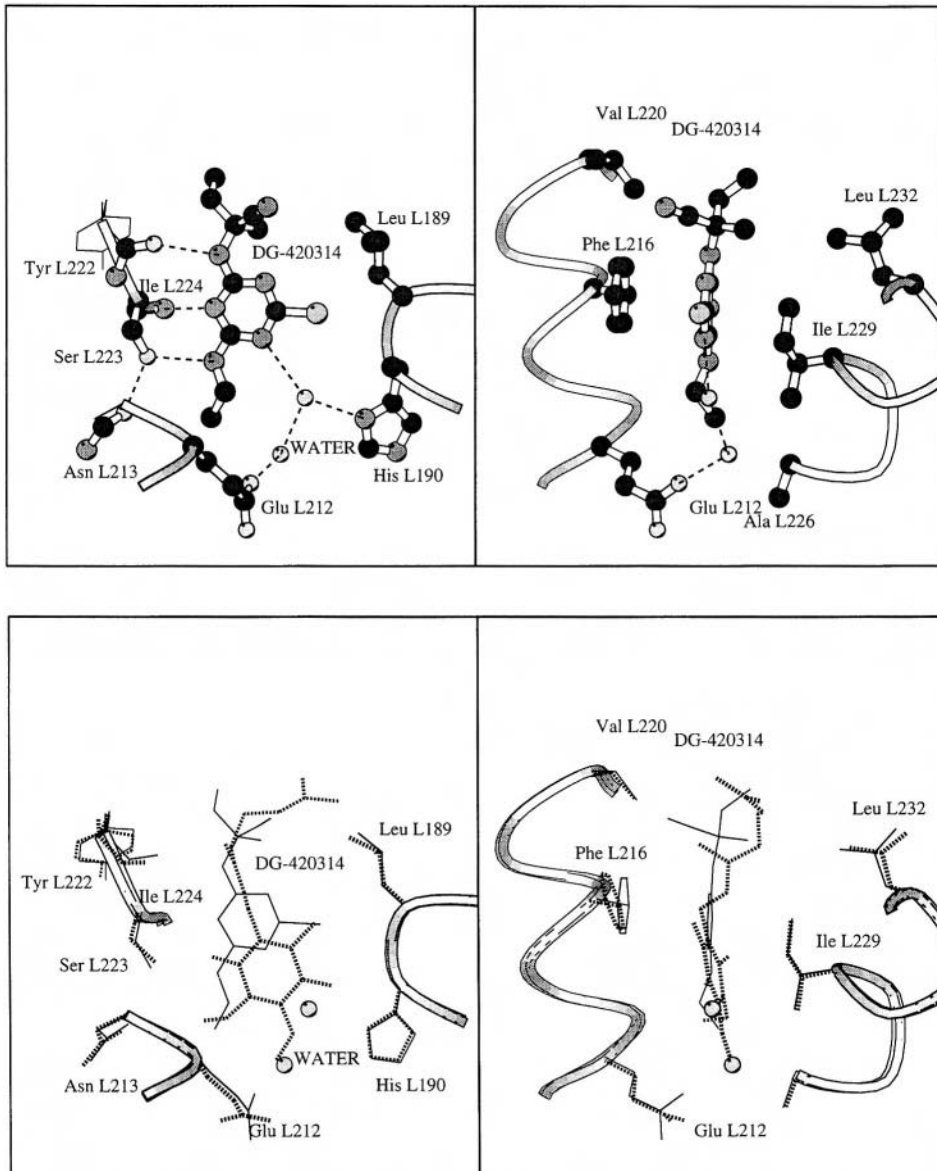 Val L220
DG-420314
Leu L189
Leu L232
DG-420314
Phe L216
Tyr L222
Ile L224
Ile L229
Ser L223
WATER
Asn L213
His L190
Glu L212
Glu L212
Ala L226
Val L220
DG-420314
Leu L189
Leu L232
DG-420314
Phe L216
Tyr L222
Ile L224
Ile L229
Ser L223
WATER
Asn L213
His L190
Glu L212
Glu L212